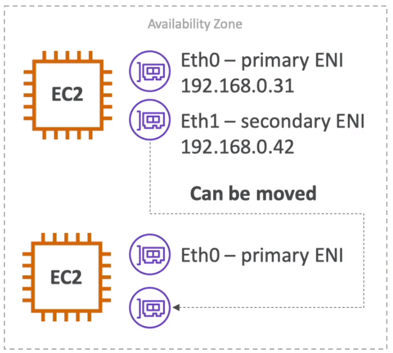 Availability Zone
EC2
Eth0 – primary ENI
192.168.0.31
Eth1 – secondary ENI
192.168.0.42
Can be moved
EC2
Eth0 – primary ENI